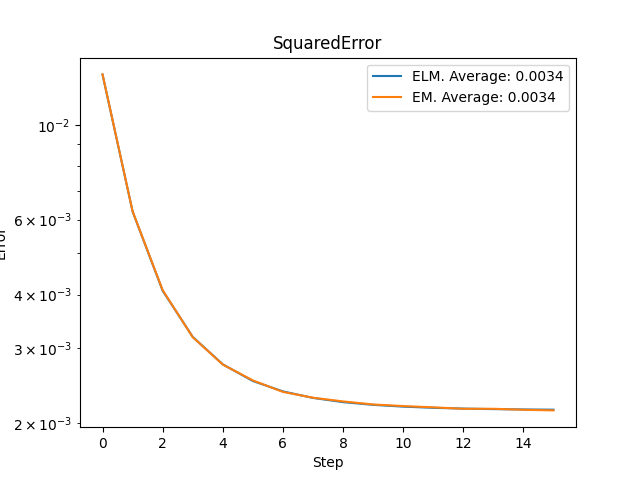 SquaredError
ELM. Average: 0.0034
EM. Average: 0.0034
10⁻²
6 × 10⁻³
4 × 10⁻³
3 × 10⁻³
2 × 10⁻³
Error
0 2 4 6 8 10 12 14
Step